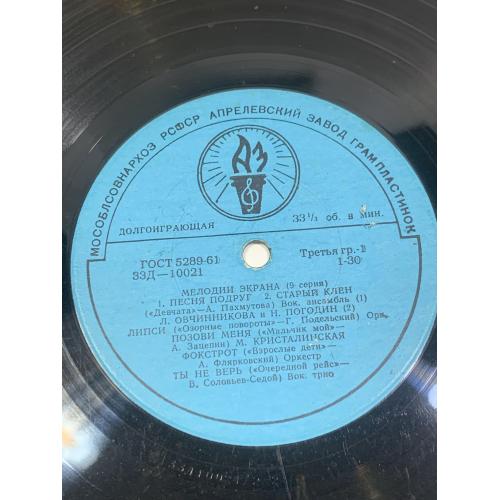 МОСОБЛСОВНАРХОЗ РСФСР АПРЕЛЕВСКИЙ ЗАВОД ГРАМПЛАСТИНОК
АЗ
ДОЛГОИГРАЮЩАЯ 33⅓ об. в мин.
ГОСТ 5289-61 Третья гр.-1
33Д—10021 1-30
МЕЛОДИИ ЭКРАНА (9 серия)
1. ПЕСНЯ ПОДРУГ 2. СТАРЫЙ КЛЕН
(«Девчата»—А. Пахмутова) Вок. ансамбль (1)
Л. ОВЧИННИКОВА и Н. ПОГОДИН (2)
ЛИПСИ («Озорные повороты»—Г. Подельский) Орк.
ПОЗОВИ МЕНЯ («Мальчик мой»—
А. Зацепин) М. КРИСТАЛИНСКАЯ
ФОКСТРОТ («Взрослые дети»—
А. Флярковский) Оркестр
ТЫ НЕ ВЕРЬ («Очередной рейс»—
В. Соловьев-Седой) Вок. трио